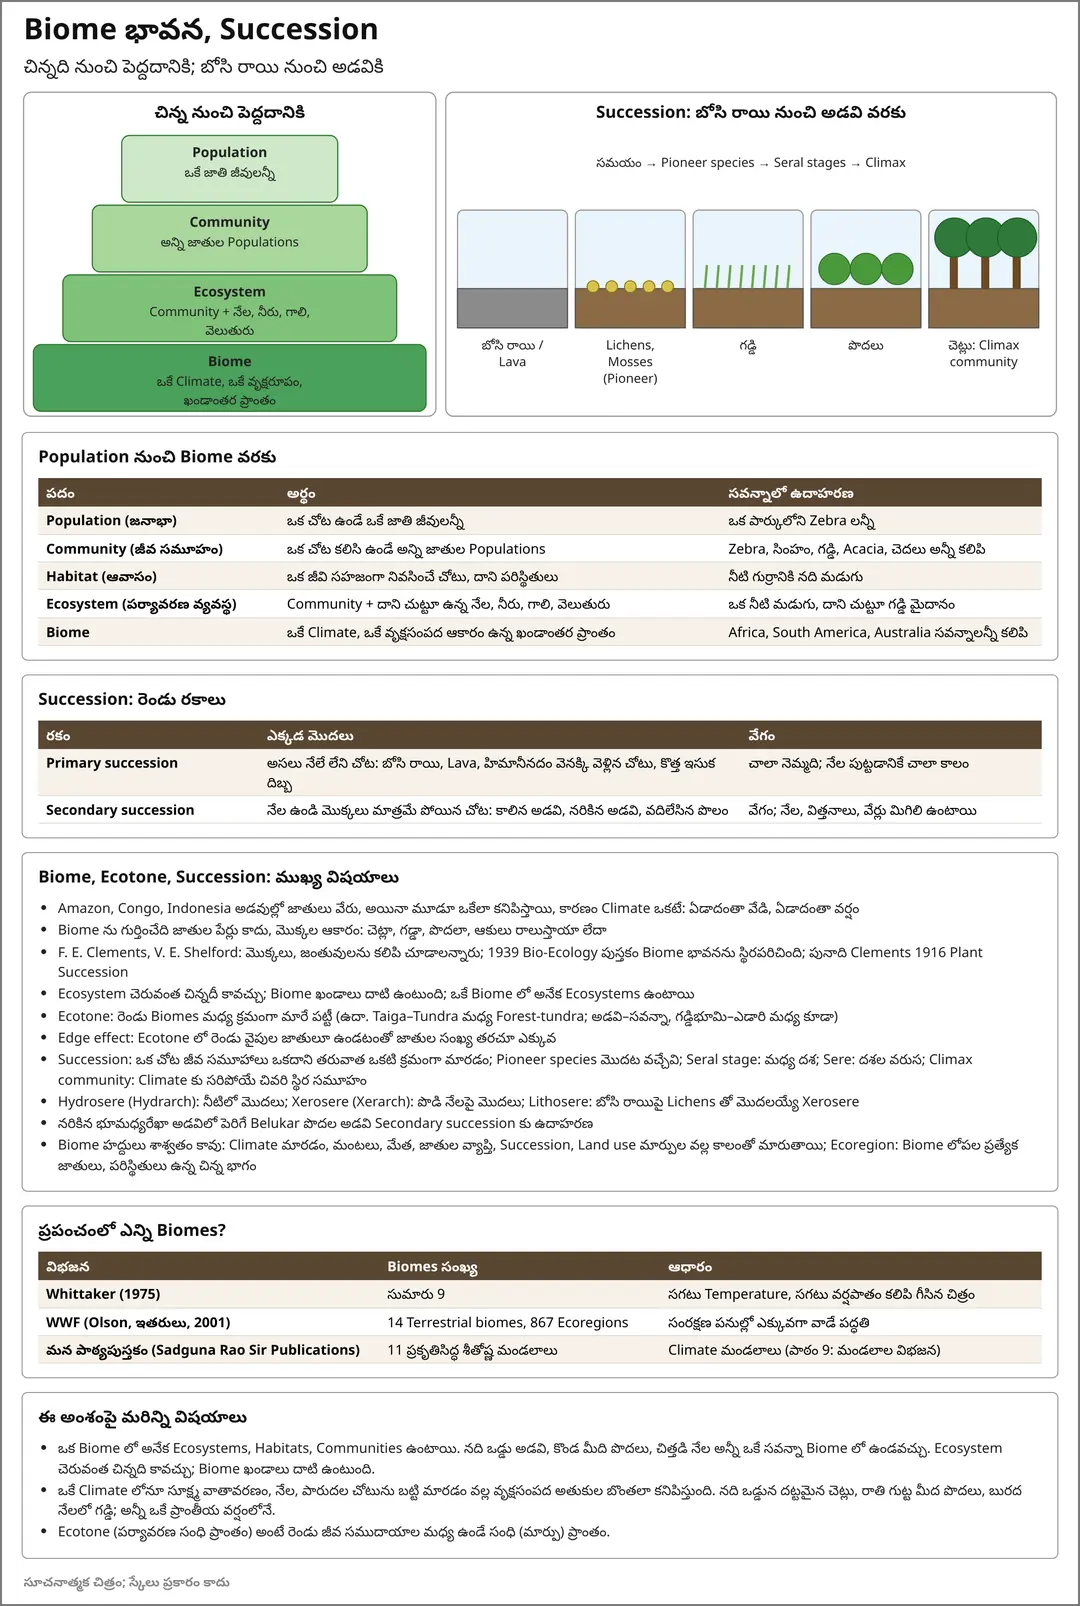 Biome భావన, Succession
చిన్నది నుంచి పెద్దదానికి; బోసి రాయి నుంచి అడవికి
చిన్న నుంచి పెద్దదానికి
Population
ఒకే జాతి జీవులన్నీ
Community
అన్ని జాతుల Populations
Ecosystem
Community + నేల, నీరు, గాలి,
వెలుతురు
Biome
ఒకే Climate, ఒకే వృక్షరూపం,
ఖండాంతర ప్రాంతం
Succession: బోసి రాయి నుంచి అడవి వరకు
సమయం → Pioneer species → Seral stages → Climax
బోసి రాయి /
Lava
Lichens,
Mosses
(Pioneer)
గడ్డి
పొదలు
చెట్లు: Climax
community
Population నుంచి Biome వరకు
పదం అర్థం సవన్నాలో ఉదాహరణ
Population (జనాభా) ఒక చోట ఉండే ఒకే జాతి జీవులన్నీ ఒక పార్కులోని Zebra లన్నీ
Community (జీవ సమూహం) ఒక చోట కలిసి ఉండే అన్ని జాతుల Populations Zebra, సింహం, గడ్డి, Acacia, చెదలు అన్నీ కలిపి
Habitat (ఆవాసం) ఒక జీవి సహజంగా నివసించే చోటు, దాని పరిస్థితులు నీటి గుర్రానికి నది మడుగు
Ecosystem (పర్యావరణ వ్యవస్థ) Community + దాని చుట్టూ ఉన్న నేల, నీరు, గాలి, వెలుతురు ఒక నీటి మడుగు, దాని చుట్టూ గడ్డి మైదానం
Biome ఒకే Climate, ఒకే వృక్షసంపద ఆకారం ఉన్న ఖండాంతర ప్రాంతం Africa, South America, Australia సవన్నాలన్నీ కలిపి
Succession: రెండు రకాలు
రకం ఎక్కడ మొదలు వేగం
Primary succession అసలు నేలే లేని చోట: బోసి రాయి, Lava, హిమానీనదం వెనక్కి వెళ్లిన చోటు, కొత్త ఇసుక చాలా నెమ్మది; నేల పుట్టడానికే చాలా కాలం
దిబ్బ
Secondary succession నేల ఉండి మొక్కలు మాత్రమే పోయిన చోట: కాలిన అడవి, నరికిన అడవి, వదిలేసిన పొలం వేగం; నేల, విత్తనాలు, వేర్లు మిగిలి ఉంటాయి
Biome, Ecotone, Succession: ముఖ్య విషయాలు
• Amazon, Congo, Indonesia అడవుల్లో జాతులు వేరు, అయినా మూడూ ఒకేలా కనిపిస్తాయి, కారణం Climate ఒకటే: ఏడాదంతా వేడి, ఏడాదంతా వర్షం
• Biome ను గుర్తించేది జాతుల పేర్లు కాదు, మొక్కల ఆకారం: చెట్లా, గడ్డా, పొదలా, ఆకులు రాలుస్తాయా లేదా
• F. E. Clements, V. E. Shelford: మొక్కలు, జంతువులను కలిపి చూడాలన్నారు; 1939 Bio-Ecology పుస్తకం Biome భావనను స్థిరపరిచింది; పునాది Clements 1916 Plant
Succession
• Ecosystem చెరువంత చిన్నదీ కావచ్చు; Biome ఖండాలు దాటి ఉంటుంది; ఒకే Biome లో అనేక Ecosystems ఉంటాయి
• Ecotone: రెండు Biomes మధ్య క్రమంగా మారే పట్టీ (ఉదా. Taiga–Tundra మధ్య Forest-tundra; అడవి–సవన్నా, గడ్డిభూమి–ఎడారి మధ్య కూడా)
• Edge effect: Ecotone లో రెండు వైపుల జాతులూ ఉండటంతో జాతుల సంఖ్య తరచూ ఎక్కువ
• Succession: ఒక చోట జీవ సమూహాలు ఒకదాని తరువాత ఒకటి క్రమంగా మారడం; Pioneer species మొదట వచ్చేవి; Seral stage: మధ్య దశ; Sere: దశల వరుస; Climax
community: Climate కు సరిపోయే చివరి స్థిర సమూహం
• Hydrosere (Hydrarch): నీటిలో మొదలు; Xerosere (Xerarch): పొడి నేలపై మొదలు; Lithosere: బోసి రాయిపై Lichens తో మొదలయ్యే Xerosere
• నరికిన భూమధ్యరేఖా అడవిలో పెరిగే Belukar పొదల అడవి Secondary succession కు ఉదాహరణ
• Biome హద్దులు శాశ్వతం కావు: Climate మారడం, మంటలు, మేత, జాతుల వ్యాప్తి, Succession, Land use మార్పుల వల్ల కాలంతో మారుతాయి; Ecoregion: Biome లోపల ప్రత్యేక
జాతులు, పరిస్థితులు ఉన్న చిన్న భాగం
ప్రపంచంలో ఎన్ని Biomes?
విభజన Biomes సంఖ్య ఆధారం
Whittaker (1975) సుమారు 9 సగటు Temperature, సగటు వర్షపాతం కలిపి గీసిన చిత్రం
WWF (Olson, ఇతరులు, 2001) 14 Terrestrial biomes, 867 Ecoregions సంరక్షణ పనుల్లో ఎక్కువగా వాడే పద్ధతి
మన పాఠ్యపుస్తకం (Sadguna Rao Sir Publications) 11 ప్రకృతిసిద్ధ శీతోష్ణ మండలాలు Climate మండలాలు (పాఠం 9: మండలాల విభజన)
ఈ అంశంపై మరిన్ని విషయాలు
• ఒక Biome లో అనేక Ecosystems, Habitats, Communities ఉంటాయి. నది ఒడ్డు అడవి, కొండ మీది పొదలు, చిత్తడి నేల అన్నీ ఒకే సవన్నా Biome లో ఉండవచ్చు. Ecosystem
చెరువంత చిన్నది కావచ్చు; Biome ఖండాలు దాటి ఉంటుంది.
• ఒకే Climate లోనూ సూక్ష్మ వాతావరణం, నేల, పారుదల చోటును బట్టి మారడం వల్ల వృక్షసంపద అతుకుల బొంతలా కనిపిస్తుంది. నది ఒడ్డున దట్టమైన చెట్లు, రాతి గుట్ట మీద పొదలు, బురద
నేలలో గడ్డి; అన్నీ ఒకే ప్రాంతీయ వర్షంలోనే.
• Ecotone (పర్యావరణ సంధి ప్రాంతం) అంటే రెండు జీవ సముదాయాల మధ్య ఉండే సంధి (మార్పు) ప్రాంతం.
సూచనాత్మక చిత్రం; స్కేలు ప్రకారం కాదు